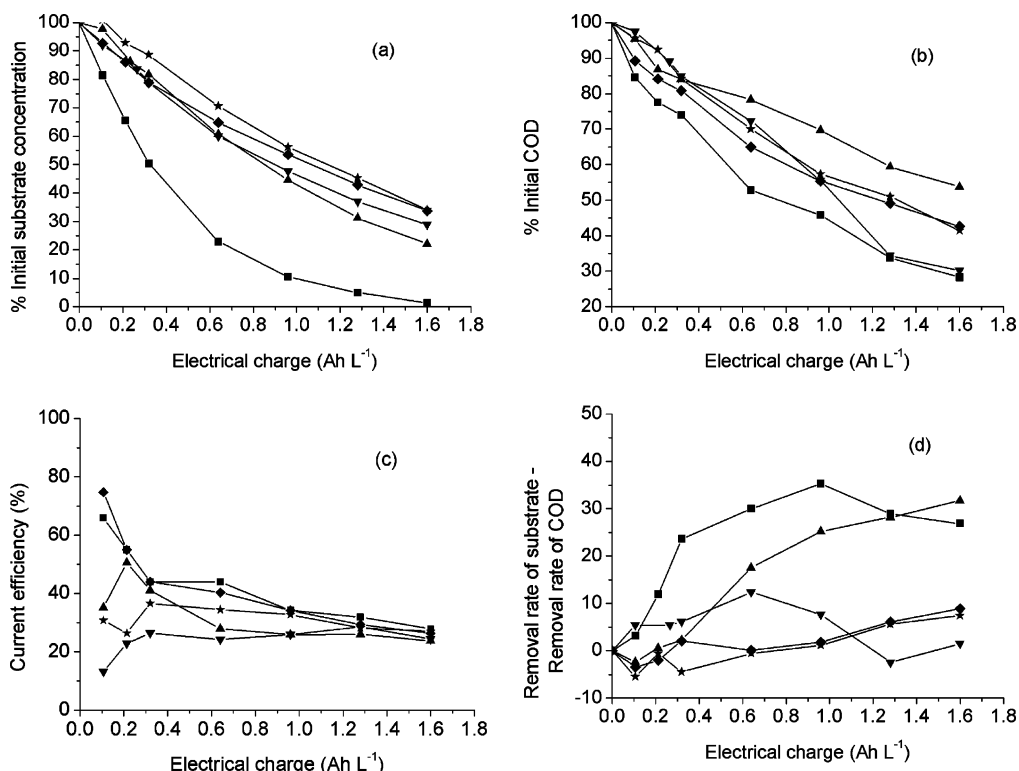 (a)
% Initial substrate concentration
100
90
80
70
60
50
40
30
20
10
0
0.0 0.2 0.4 0.6 0.8 1.0 1.2 1.4 1.6 1.8
Electrical charge (Ah L-1)
(b)
% Initial COD
100
90
80
70
60
50
40
30
20
0.0 0.2 0.4 0.6 0.8 1.0 1.2 1.4 1.6 1.8
Electrical charge (Ah L-1)
(c)
Current efficiency (%)
100
80
60
40
20
0
0.0 0.2 0.4 0.6 0.8 1.0 1.2 1.4 1.6 1.8
Electrical charge (Ah L-1)
(d)
Removal rate of substrate -
Removal rate of COD
50
40
30
20
10
0
-10
0.0 0.2 0.4 0.6 0.8 1.0 1.2 1.4 1.6 1.8
Electrical charge (Ah L-1)